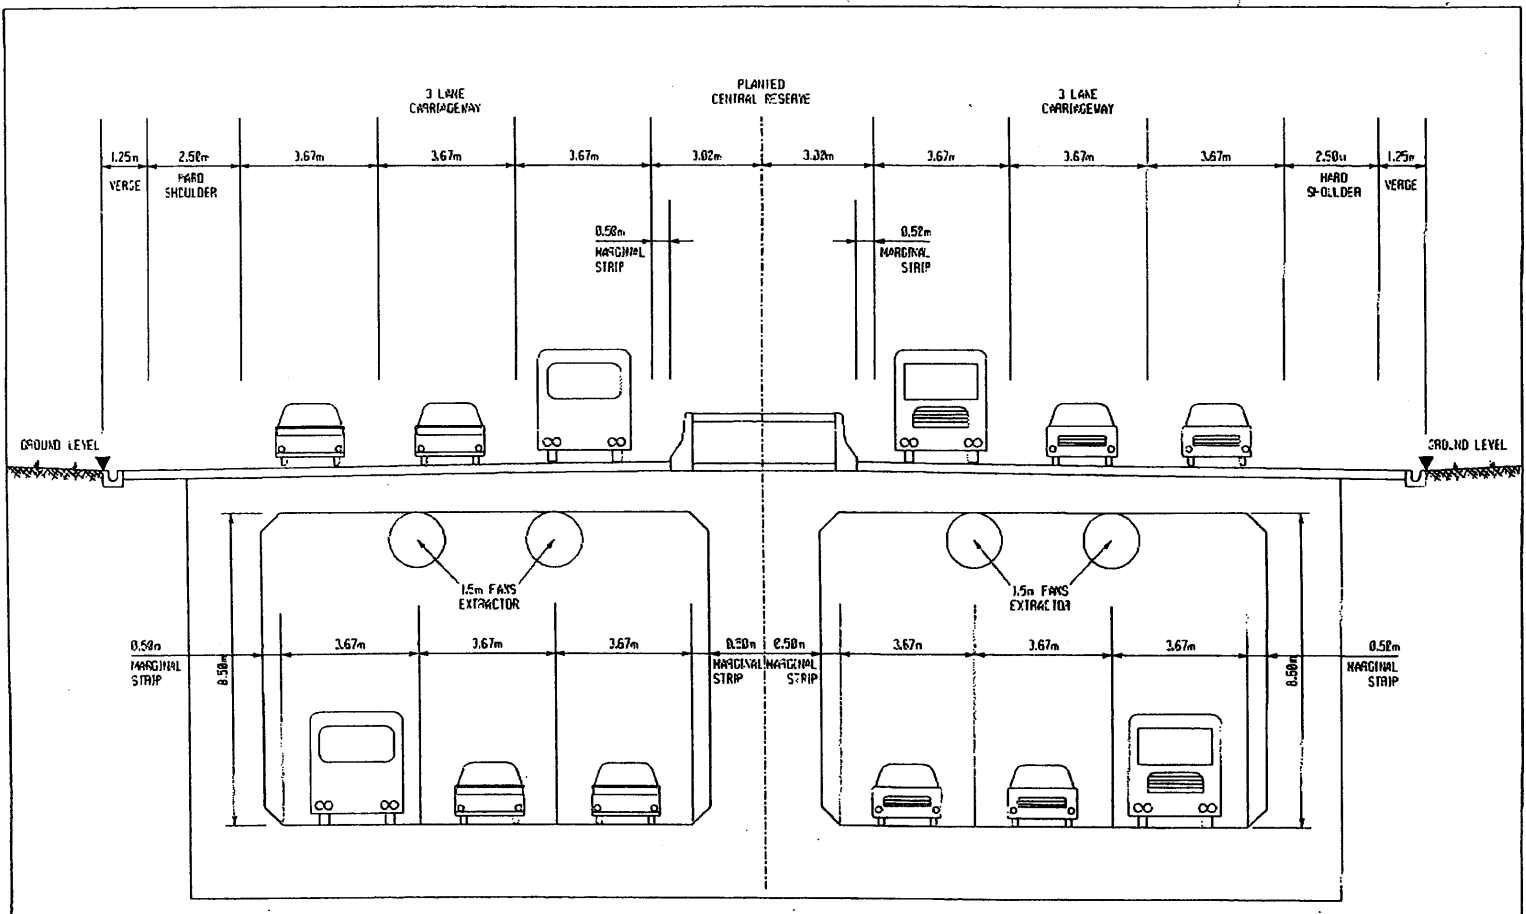 3 LANE
CARRIAGEWAY
PLANTED
CENTRAL RESERVE
3 LANE
CARRIAGEWAY
1.25m
2.50m
3.67m
3.67m
3.67m
3.02m
3.02m
3.67m
3.67m
3.67m
2.50m
1.25m
VERGE
HARD
SHOULDER
HARD
SHOULDER
VERGE
0.50m
MARGINAL
STRIP
0.50m
MARGINAL
STRIP
GROUND LEVEL
GROUND LEVEL
1.5m FANS
EXTRACTOR
1.5m FANS
EXTRACTOR
0.50m
MARGINAL
STRIP
8.50m
3.67m
3.67m
3.67m
0.50m
MARGINAL
STRIP
0.50m
MARGINAL
STRIP
3.67m
3.67m
3.67m
8.50m
0.50m
MARGINAL
STRIP